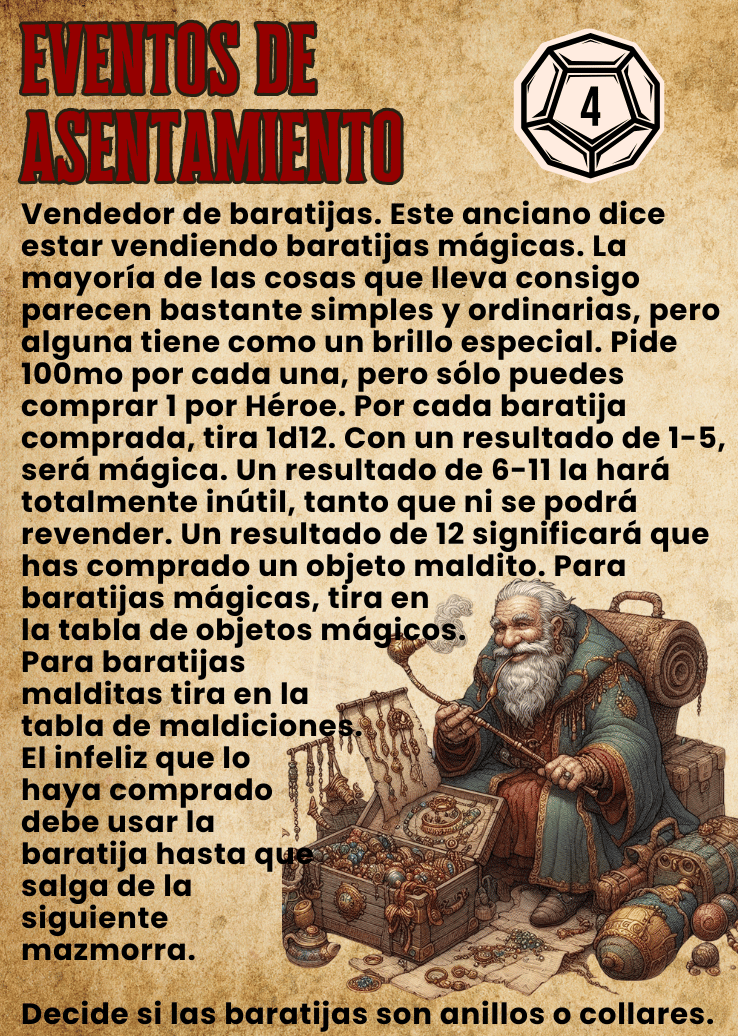 EVENTOS DE
ASENTAMIENTO
4
Vendedor de baratijas. Este anciano dice
estar vendiendo baratijas mágicas. La
mayoría de las cosas que lleva consigo
parecen bastante simples y ordinarias, pero
alguna tiene como un brillo especial. Pide
100mo por cada una, pero sólo puedes
comprar 1 por Héroe. Por cada baratija
comprada, tira 1d12. Con un resultado de 1-5,
será mágica. Un resultado de 6-11 la hará
totalmente inútil, tanto que ni se podrá
revender. Un resultado de 12 significará que
has comprado un objeto maldito. Para
baratijas mágicas, tira en
la tabla de objetos mágicos.
Para baratijas
malditas tira en la
tabla de maldiciones.
El infeliz que lo
haya comprado
debe usar la
baratija hasta que
salga de la
siguiente
mazmorra.
Decide si las baratijas son anillos o collares.